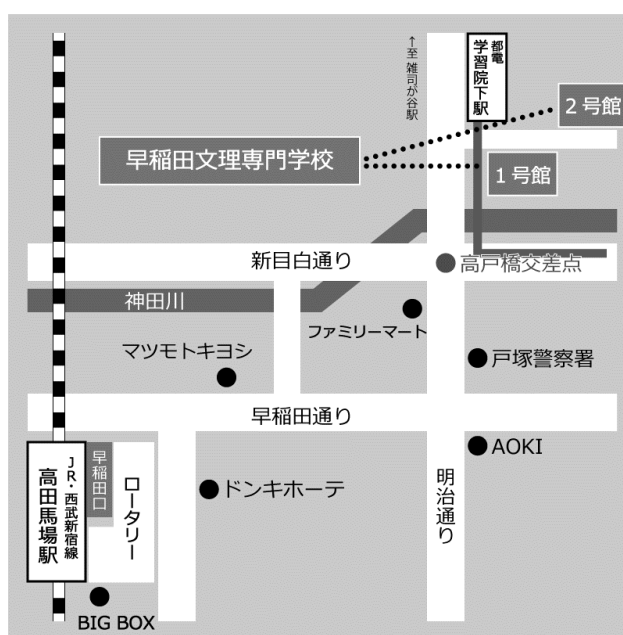 ↑至 雑司が谷駅
都電
学習院下駅
2号館
早稲田文理専門学校
1号館
新目白通り
高戸橋交差点
神田川
ファミリーマート
マツモトキヨシ
戸塚警察署
早稲田通り
AOKI
JR・西武新宿線
高田馬場駅
早稲田口
ロータリー
ドンキホーテ
明治通り
BIG BOX